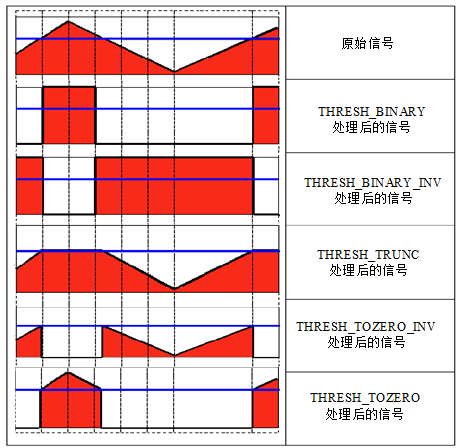 原始信号
THRESH_BINARY
处理后的信号
THRESH_BINARY_INV
处理后的信号
THRESH_TRUNC
处理后的信号
THRESH_TOZERO_INV
处理后的信号
THRESH_TOZERO
处理后的信号